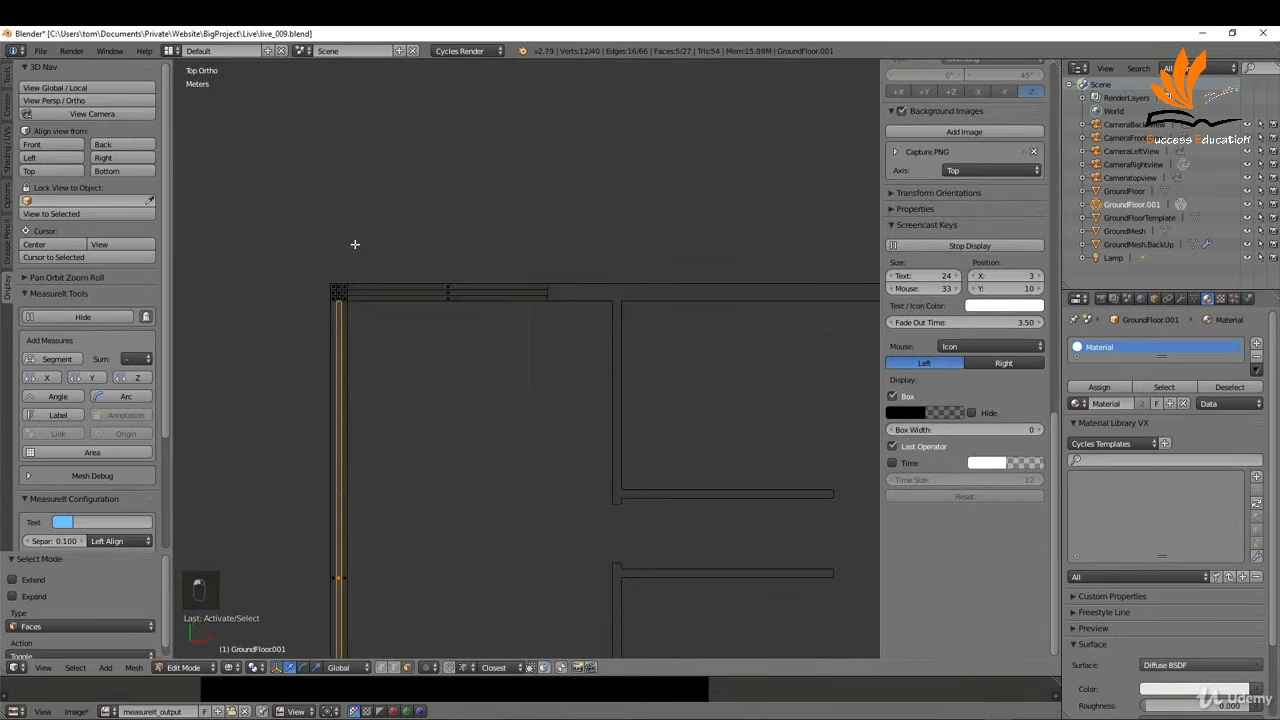 Blender* [C:\Users\tom\Documents\Private\Website\BigProject\Live\live_009.blend]
File Render Window Help Default Scene Cycles Render v2.79 | Verts:12/40 | Edges:16/66 | Faces:5/27 | Tris:54 | Mem:15.89M | GroundFloor.001
3D Nav
View Global / Local
View Persp / Ortho
View Camera
Align view from:
Front Back
Left Right
Top Bottom
Lock View to Object:
View to Selected
Cursor:
Center View
Cursor to Selected
Pan Orbit Zoom Roll
MeasureIt Tools
Hide
Add Measures
Segment Sum: -
X Y Z
Angle Arc
Label Annotation
Link Origin
Area
Mesh Debug
MeasureIt Configuration
Text
Separ: 0.100 Left Align
Select Mode
Extend
Expand
Type
Faces
Action
Tools
Create
Shading / UVs
Options
Grease Pencil
Display
Top Ortho
Meters
Last: Activate/Select
(1) GroundFloor.001
View Select Add Mesh Edit Mode Global Closest
View Image* measureit_output F View
0° 45°
+X +Y +Z -X -Y -Z
Background Images
Add Image
Capture.PNG
Axis: Top
Transform Orientations
Properties
Screencast Keys
Stop Display
Size: Position:
Text: 24 X: 3
Mouse: 33 Y: 10
Text / Icon Color:
Fade Out Time: 3.50
Mouse: Icon
Left Right
Display:
Box
Hide
Box Width: 0
Last Operator
Time
Time Size: 12
Reset
View Search All
Scene
RenderLayers
World
CameraLeftView
CameraRightview
Cameratopview
GroundFloor
GroundFloor.001
GroundFloorTemplate
GroundMesh
GroundMesh.BackUp
Lamp
Success Education
GroundFloor.001 Material
Material
Assign Select Deselect
Material 2 F Data
Material Library VX
Cycles Templates
All
Custom Properties
Freestyle Line
Preview
Surface
Surface: Diffuse BSDF
Color:
Roughness: 0.000
Udemy